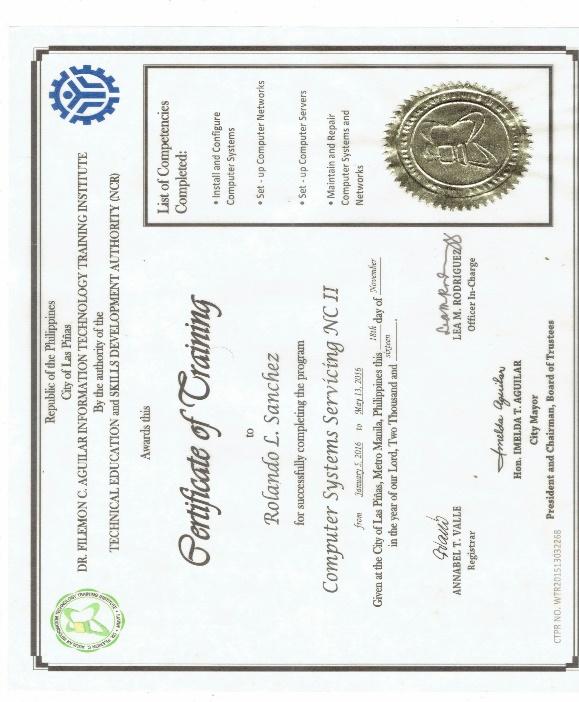 Republic of the Philippines
City of Las Piñas
DR. FILEMON C. AGUILAR INFORMATION TECHNOLOGY TRAINING INSTITUTE
By the authority of the
TECHNICAL EDUCATION and SKILLS DEVELOPMENT AUTHORITY (NCR)
Awards this
Certificate of Training
to
Rolando L. Sanchez
for successfully completing the program
Computer Systems Servicing NC II
from January 5, 2016 to May 13, 2016
Given at the City of Las Piñas, Metro Manila, Philippines this 18th day of November
in the year of our Lord, Two Thousand and sixteen.
ANNABEL T. VALLE
Registrar
LEA M. RODRIGUEZ
Officer In-Charge
Imelda Aguilar
Hon. IMELDA T. AGUILAR
City Mayor
President and Chairman, Board of Trustees
CTPR NO. WTR201513032268
List of Competencies
Completed:
• Install and Configure
Computer Systems
• Set - up Computer Networks
• Set - up Computer Servers
• Maintain and Repair
Computer Systems and
Networks